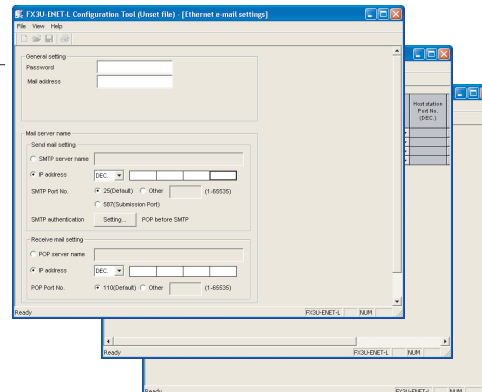 FX3U-ENET-L Configuration Tool (Unset file) - [Ethernet e-mail settings]
File View Help
General setting
Password
Mail address
Mail server name
Send mail setting
SMTP server name
IP address DEC.
SMTP Port No. 25(Default) Other (1-65535)
587(Submission Port)
SMTP authentication Setting... POP before SMTP
Receive mail setting
POP server name
IP address DEC.
POP Port No. 110(Default) Other (1-65535)
Ready FX3U-ENET-L NUM
Host station
Port No.
(DEC.)
Ready FX3U-ENET-L NUM
Ready FX3U-ENET-L NUM